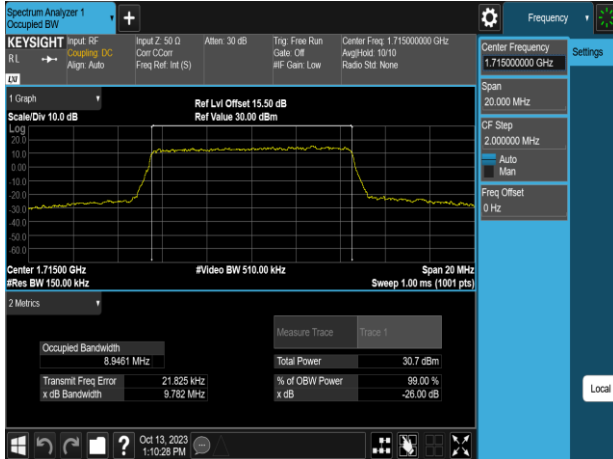 Spectrum Analyzer 1
Occupied BW
Frequency
KEYSIGHT
Input: RF
Coupling: DC
Align: Auto
RL
LXI
Input Z: 50 Ω
Corr CCorr
Freq Ref: Int (S)
Atten: 30 dB
Trig: Free Run
Gate: Off
#IF Gain: Low
Center Freq: 1.715000000 GHz
Avg|Hold: 10/10
Radio Std: None
Center Frequency
1.715000000 GHz
Settings
Span
20.000 MHz
CF Step
2.000000 MHz
Auto
Man
Freq Offset
0 Hz
Local
1 Graph
Scale/Div 10.0 dB
Ref Lvl Offset 15.50 dB
Ref Value 30.00 dBm
Log
20.0
10.0
0.00
-10.0
-20.0
-30.0
-40.0
-50.0
-60.0
Center 1.71500 GHz
#Video BW 510.00 kHz
Span 20 MHz
#Res BW 150.00 kHz
Sweep 1.00 ms (1001 pts)
2 Metrics
Measure Trace
Trace 1
Occupied Bandwidth
8.9461 MHz
Total Power
30.7 dBm
Transmit Freq Error
21.825 kHz
% of OBW Power
99.00 %
x dB Bandwidth
9.782 MHz
x dB
-26.00 dB
?
Oct 13, 2023
1:10:28 PM